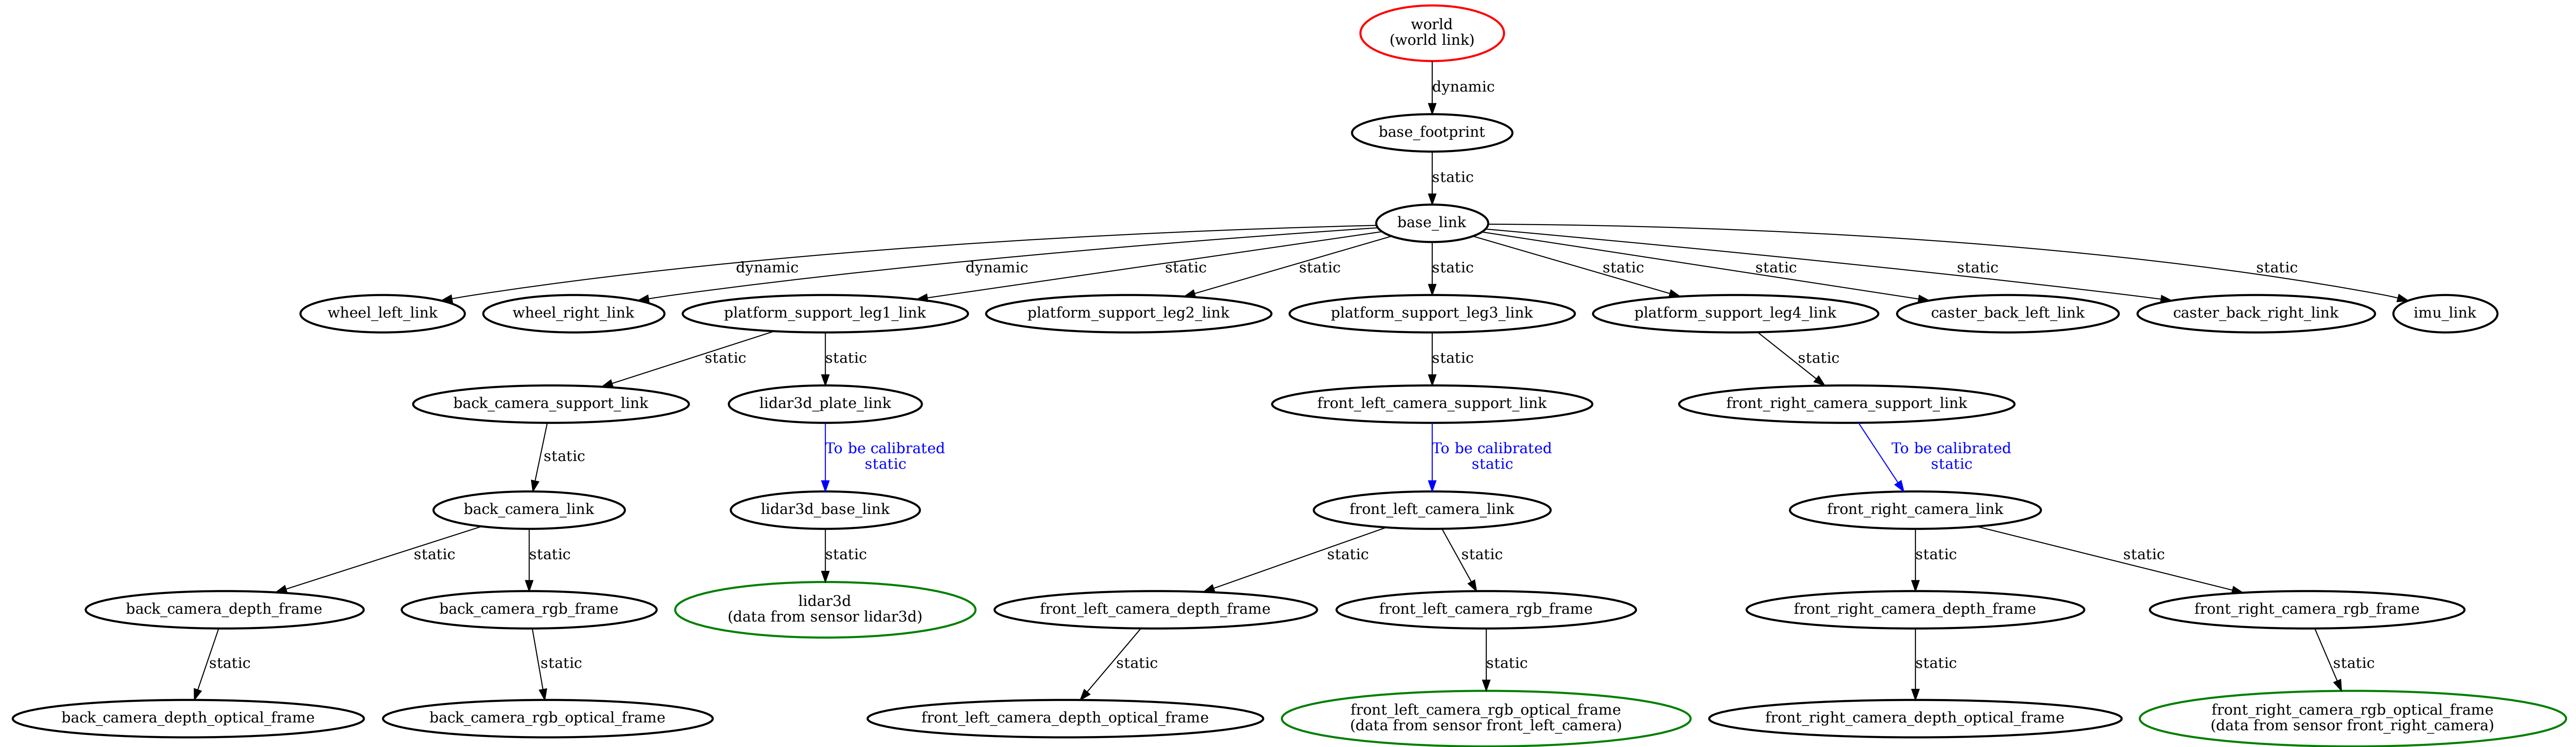 world
(world link)
dynamic
base_footprint
static
base_link
dynamic
dynamic
static
static
static
static
static
static
static
wheel_left_link
wheel_right_link
platform_support_leg1_link
platform_support_leg2_link
platform_support_leg3_link
platform_support_leg4_link
caster_back_left_link
caster_back_right_link
imu_link
static
static
static
static
back_camera_support_link
lidar3d_plate_link
front_left_camera_support_link
front_right_camera_support_link
static
To be calibrated
static
To be calibrated
static
To be calibrated
static
back_camera_link
lidar3d_base_link
front_left_camera_link
front_right_camera_link
static
static
static
static
static
static
static
back_camera_depth_frame
back_camera_rgb_frame
lidar3d
(data from sensor lidar3d)
front_left_camera_depth_frame
front_left_camera_rgb_frame
front_right_camera_depth_frame
front_right_camera_rgb_frame
static
static
static
static
static
static
back_camera_depth_optical_frame
back_camera_rgb_optical_frame
front_left_camera_depth_optical_frame
front_left_camera_rgb_optical_frame
(data from sensor front_left_camera)
front_right_camera_depth_optical_frame
front_right_camera_rgb_optical_frame
(data from sensor front_right_camera)